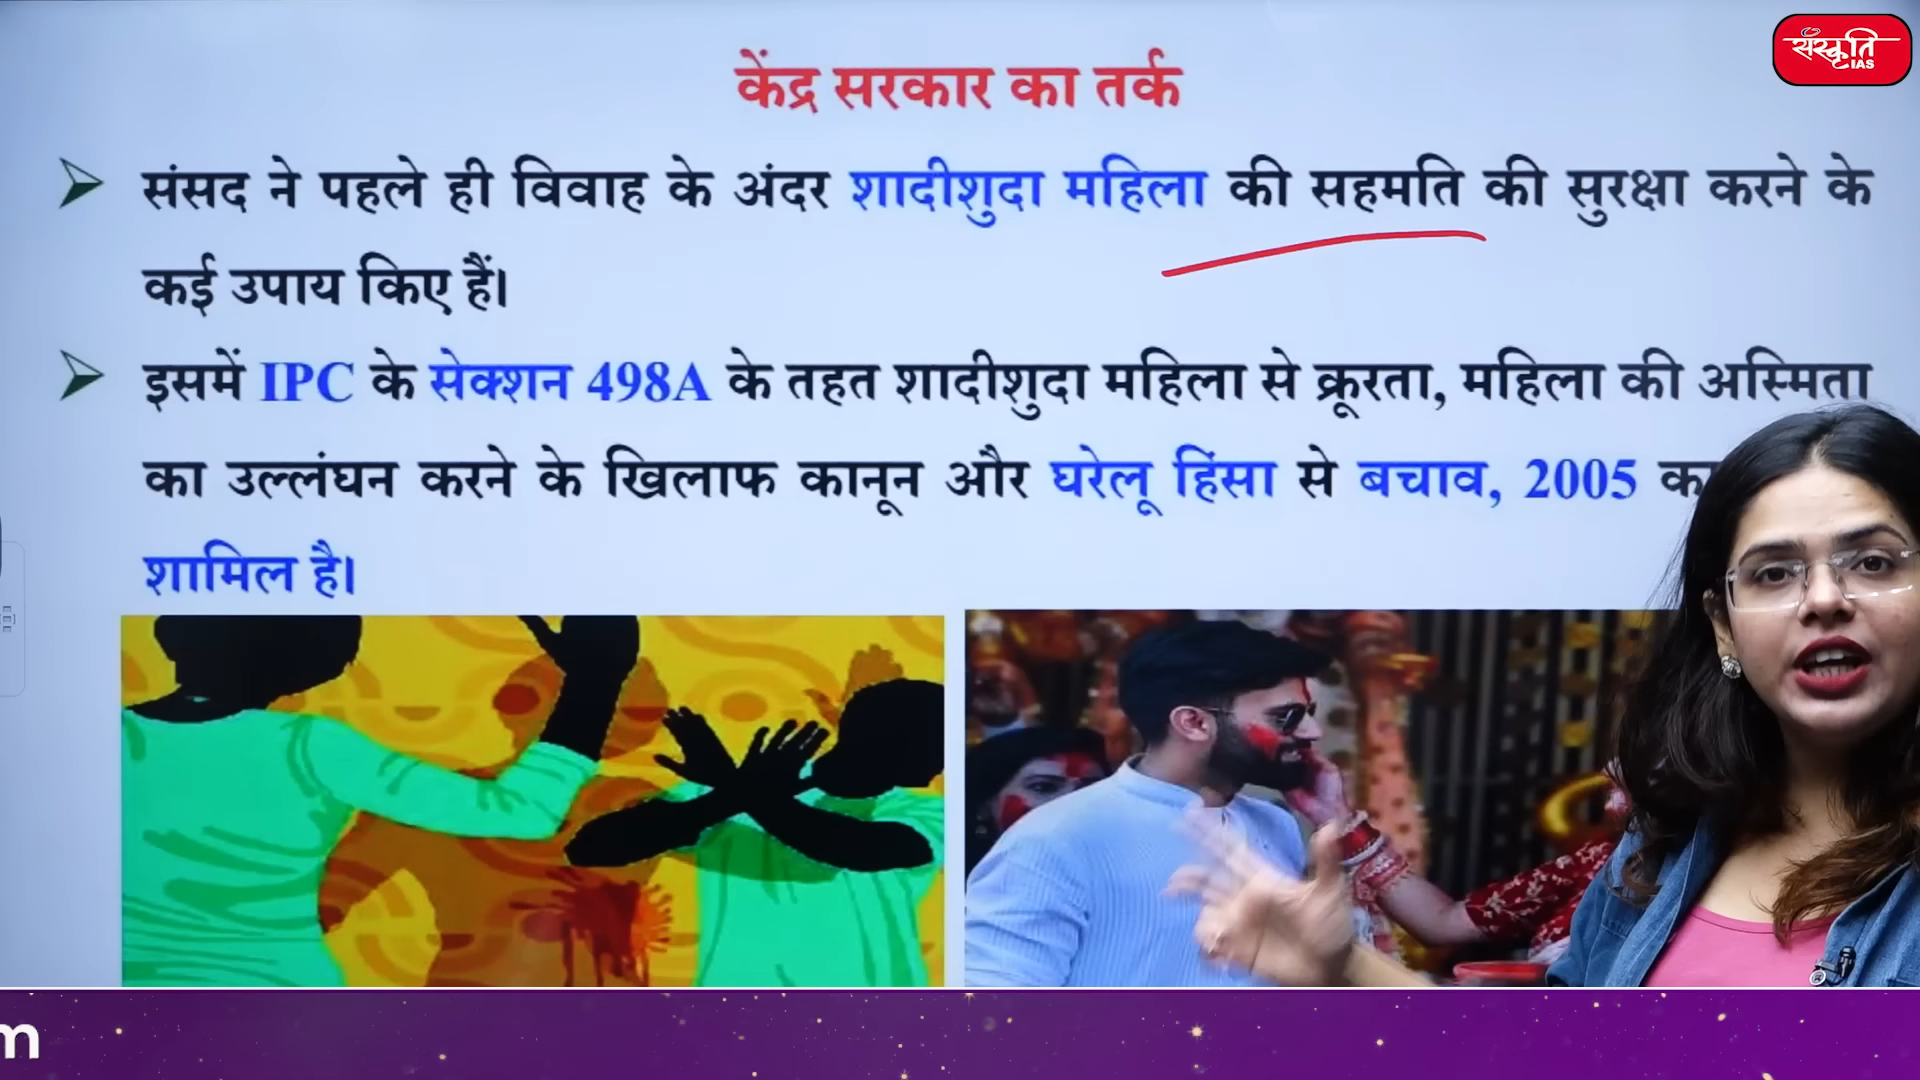 संस्कृति
IAS
केंद्र सरकार का तर्क
संसद ने पहले ही विवाह के अंदर शादीशुदा महिला की सहमति की सुरक्षा करने के
कई उपाय किए हैं।
इसमें IPC के सेक्शन 498A के तहत शादीशुदा महिला से क्रूरता, महिला की अस्मिता
का उल्लंघन करने के खिलाफ कानून और घरेलू हिंसा से बचाव, 2005 का
शामिल है।
m